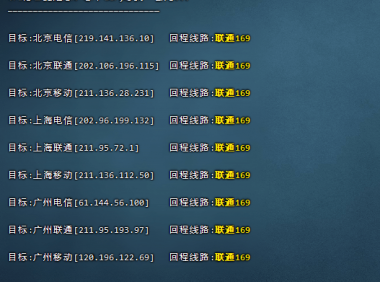 ------------------------------
目标:北京电信[219.141.136.10] 回程线路:联通169
目标:北京联通[202.106.196.115] 回程线路:联通169
目标:北京移动[211.136.28.231] 回程线路:联通169
目标:上海电信[202.96.199.132] 回程线路:联通169
目标:上海联通[211.95.72.1] 回程线路:联通169
目标:上海移动[211.136.112.50] 回程线路:联通169
目标:广州电信[61.144.56.100] 回程线路:联通169
目标:广州联通[211.95.193.97] 回程线路:联通169
目标:广州移动[120.196.122.69] 回程线路:联通169